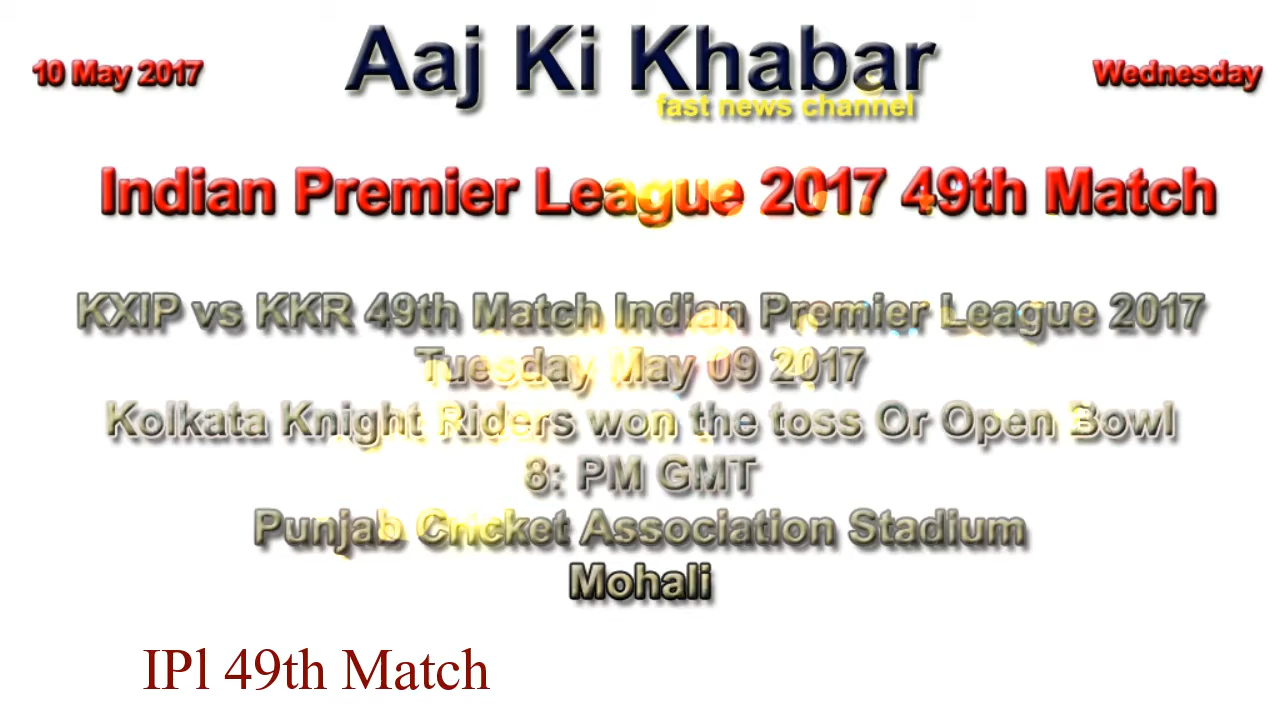 10 May 2017
Aaj Ki Khabar
Wednesday
fast news channel
Indian Premier League 2017 49th Match
KXIP vs KKR 49th Match Indian Premier League 2017
Tuesday May 09 2017
Kolkata Knight Riders won the toss Or Open Bowl
8: PM GMT
Punjab Cricket Association Stadium
Mohali
IPl 49th Match